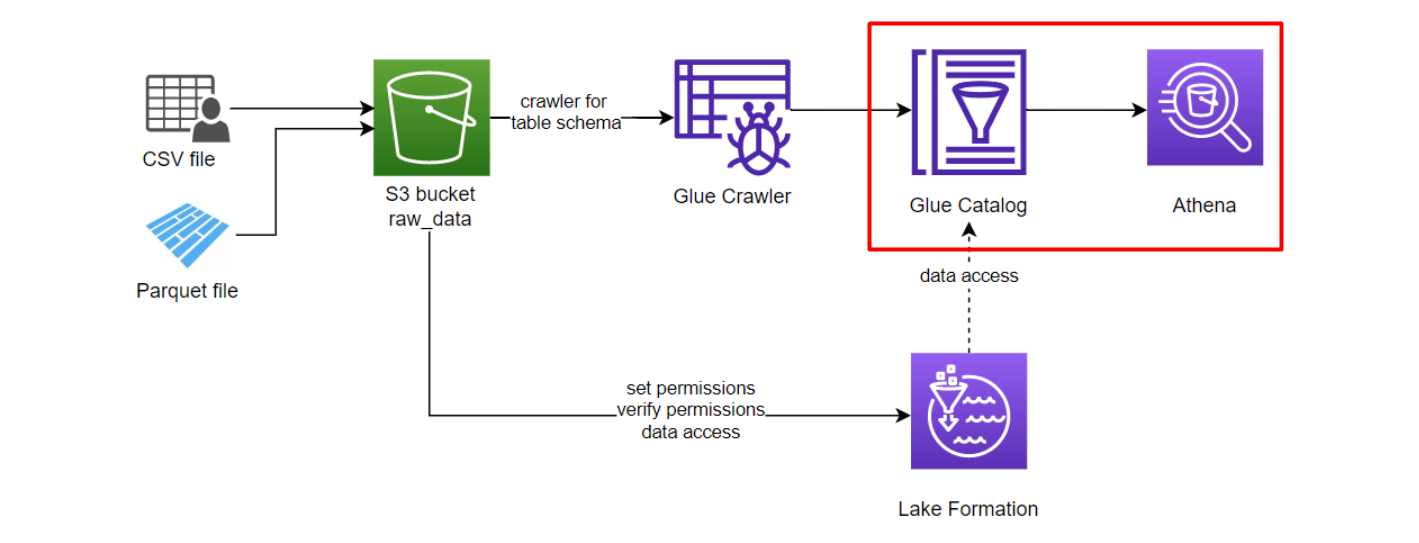 CSV file
Parquet file
S3 bucket
raw_data
crawler for
table schema
Glue Crawler
Glue Catalog
Athena
data access
set permissions
verify permissions
data access
Lake Formation